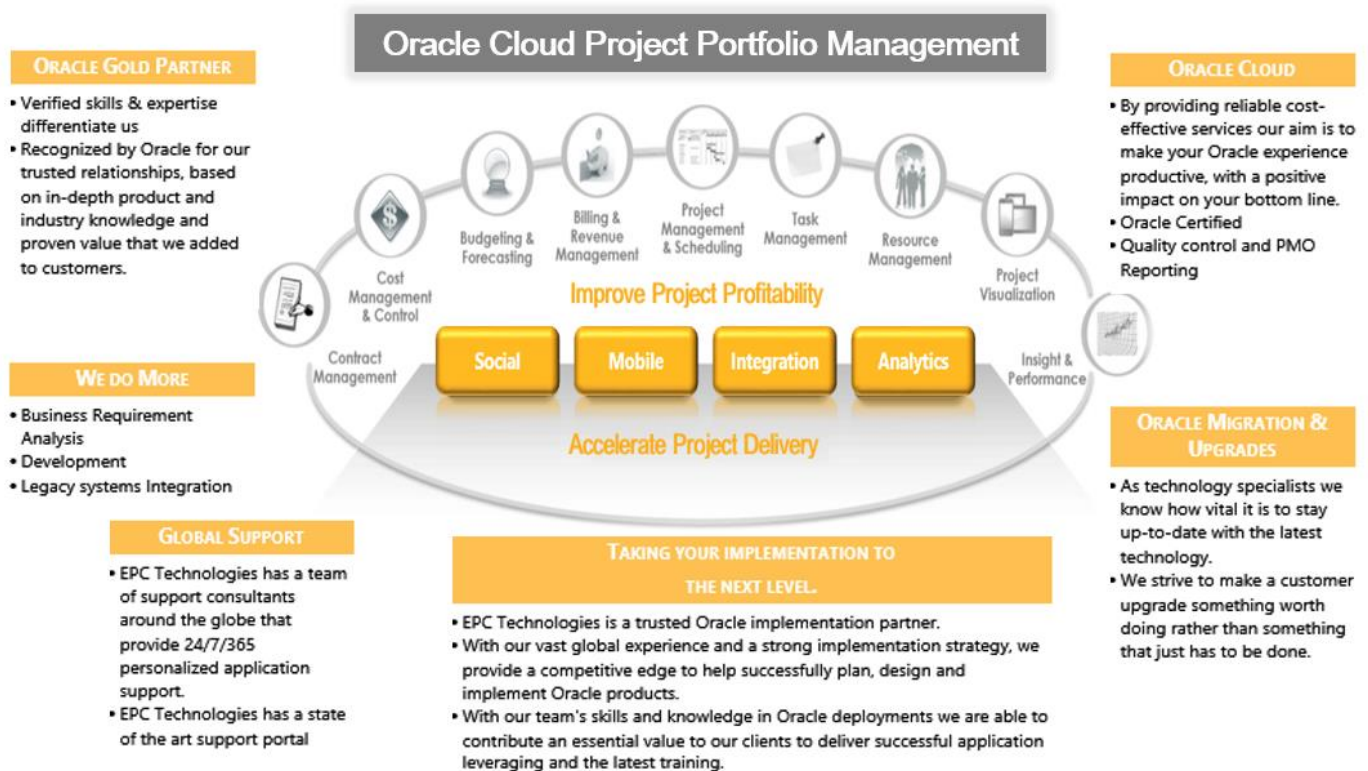 Oracle Cloud Project Portfolio Management
ORACLE GOLD PARTNER
• Verified skills & expertise
differentiate us
• Recognized by Oracle for our
trusted relationships, based
on in-depth product and
industry knowledge and
proven value that we added
to customers.
WE DO MORE
• Business Requirement
Analysis
• Development
• Legacy systems Integration
GLOBAL SUPPORT
• EPC Technologies has a team
of support consultants
around the globe that
provide 24/7/365
personalized application
support.
• EPC Technologies has a state
of the art support portal
Contract
Management
Cost
Management
& Control
Budgeting &
Forecasting
Billing &
Revenue
Management
Project
Management
& Scheduling
Task
Management
Resource
Management
Project
Visualization
Insight &
Performance
Improve Project Profitability
Social
Mobile
Integration
Analytics
Accelerate Project Delivery
TAKING YOUR IMPLEMENTATION TO
THE NEXT LEVEL.
• EPC Technologies is a trusted Oracle implementation partner.
• With our vast global experience and a strong implementation strategy, we
provide a competitive edge to help successfully plan, design and
implement Oracle products.
• With our team's skills and knowledge in Oracle deployments we are able to
contribute an essential value to our clients to deliver successful application
leveraging and the latest training.
ORACLE CLOUD
• By providing reliable cost-
effective services our aim is to
make your Oracle experience
productive, with a positive
impact on your bottom line.
• Oracle Certified
• Quality control and PMO
Reporting
ORACLE MIGRATION &
UPGRADES
• As technology specialists we
know how vital it is to stay
up-to-date with the latest
technology.
• We strive to make a customer
upgrade something worth
doing rather than something
that just has to be done.